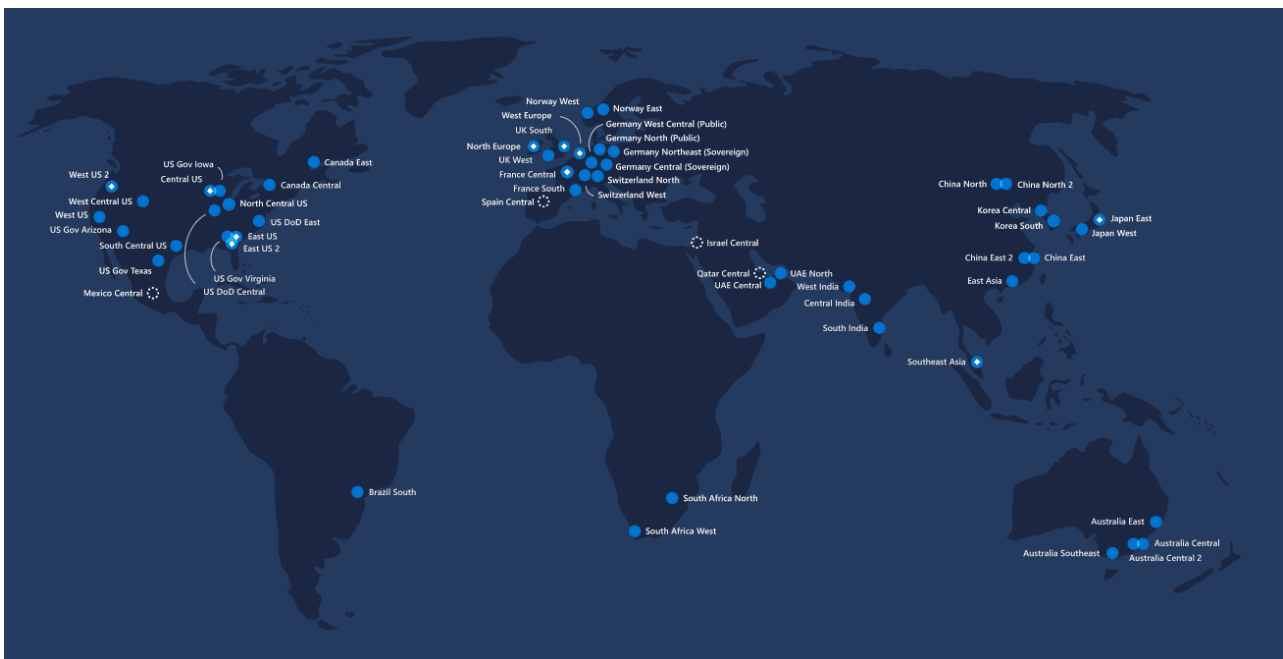 Norway West
Norway East
West Europe
Germany West Central (Public)
UK South
Germany North (Public)
North Europe
Germany Northeast (Sovereign)
UK West
Germany Central (Sovereign)
France Central
Switzerland North
France South
Switzerland West
Spain Central
US Gov Iowa
Canada East
West US 2
Central US
Canada Central
West Central US
North Central US
West US
US DoD East
US Gov Arizona
East US
South Central US
East US 2
US Gov Texas
US Gov Virginia
Mexico Central
US DoD Central
Israel Central
Qatar Central
UAE North
UAE Central
West India
Central India
South India
China North
China North 2
Korea Central
Korea South
Japan East
Japan West
China East 2
China East
East Asia
Southeast Asia
Brazil South
South Africa North
South Africa West
Australia East
Australia Central
Australia Southeast
Australia Central 2